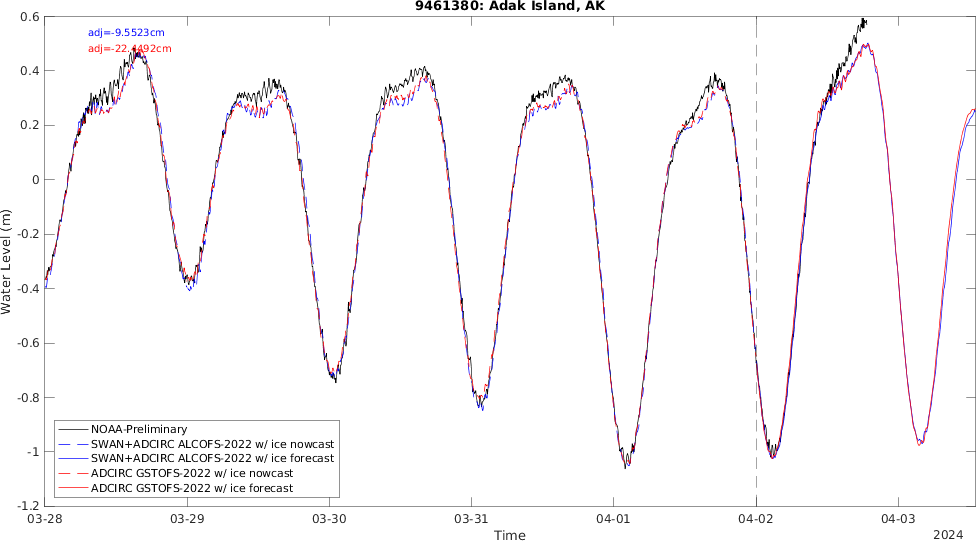 9461380: Adak Island, AK
adj=-9.5523cm
adj=-22.4492cm
0.6
0.4
0.2
0
-0.2
-0.4
-0.6
-0.8
-1
-1.2
Water Level (m)
NOAA-Preliminary
SWAN+ADCIRC ALCOFS-2022 w/ ice nowcast
SWAN+ADCIRC ALCOFS-2022 w/ ice forecast
ADCIRC GSTOFS-2022 w/ ice nowcast
ADCIRC GSTOFS-2022 w/ ice forecast
03-28 03-29 03-30 03-31 04-01 04-02 04-03
Time
2024